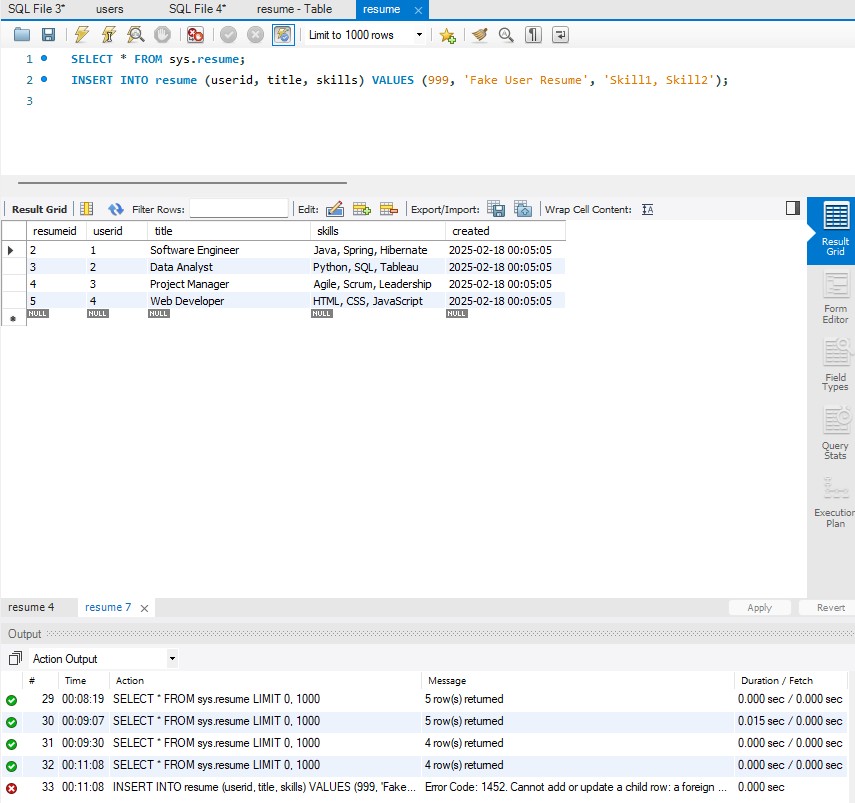 SQL File 3* users SQL File 4* resume - Table resume
Limit to 1000 rows
1 SELECT * FROM sys.resume;
2 INSERT INTO resume (userid, title, skills) VALUES (999, 'Fake User Resume', 'Skill1, Skill2');
3
Result Grid Filter Rows: Edit: Export/Import: Wrap Cell Content: IA
resumeid userid title skills created
2 1 Software Engineer Java, Spring, Hibernate 2025-02-18 00:05:05
3 2 Data Analyst Python, SQL, Tableau 2025-02-18 00:05:05
4 3 Project Manager Agile, Scrum, Leadership 2025-02-18 00:05:05
5 4 Web Developer HTML, CSS, JavaScript 2025-02-18 00:05:05
NULL NULL NULL NULL NULL
Result
Grid
Form
Editor
Field
Types
Query
Stats
Execution
Plan
resume 4 resume 7 Apply Revert
Output
Action Output
# Time Action Message Duration / Fetch
29 00:08:19 SELECT * FROM sys.resume LIMIT 0, 1000 5 row(s) returned 0.000 sec / 0.000 sec
30 00:09:07 SELECT * FROM sys.resume LIMIT 0, 1000 5 row(s) returned 0.015 sec / 0.000 sec
31 00:09:30 SELECT * FROM sys.resume LIMIT 0, 1000 4 row(s) returned 0.000 sec / 0.000 sec
32 00:11:08 SELECT * FROM sys.resume LIMIT 0, 1000 4 row(s) returned 0.000 sec / 0.000 sec
33 00:11:08 INSERT INTO resume (userid, title, skills) VALUES (999, 'Fake... Error Code: 1452. Cannot add or update a child row: a foreign ... 0.000 sec